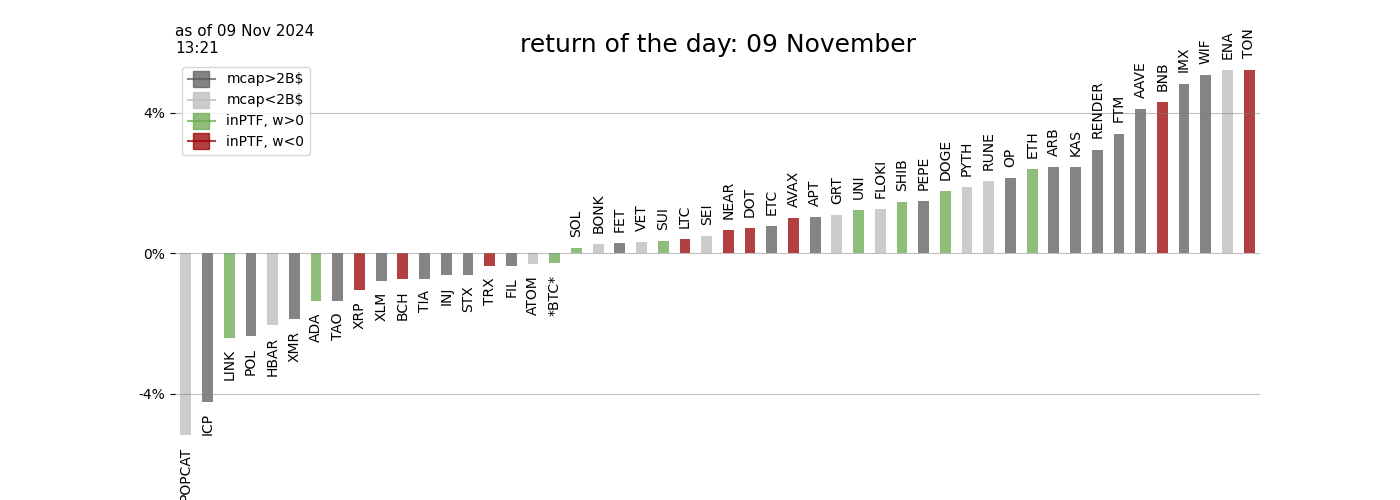 as of 09 Nov 2024
13:21
return of the day: 09 November
mcap>2B$
mcap<2B$
inPTF, w>0
inPTF, w<0
4%
0%
-4%
POPCAT
ICP
LINK
POL
HBAR
XMR
ADA
TAO
XRP
XLM
BCH
TIA
INJ
STX
TRX
FIL
ATOM
*BTC*
SOL
BONK
FET
VET
SUI
LTC
SEI
NEAR
DOT
ETC
AVAX
APT
GRT
UNI
FLOKI
SHIB
PEPE
DOGE
PYTH
RUNE
OP
ETH
ARB
KAS
RENDER
FTM
AAVE
BNB
IMX
WIF
ENA
TON